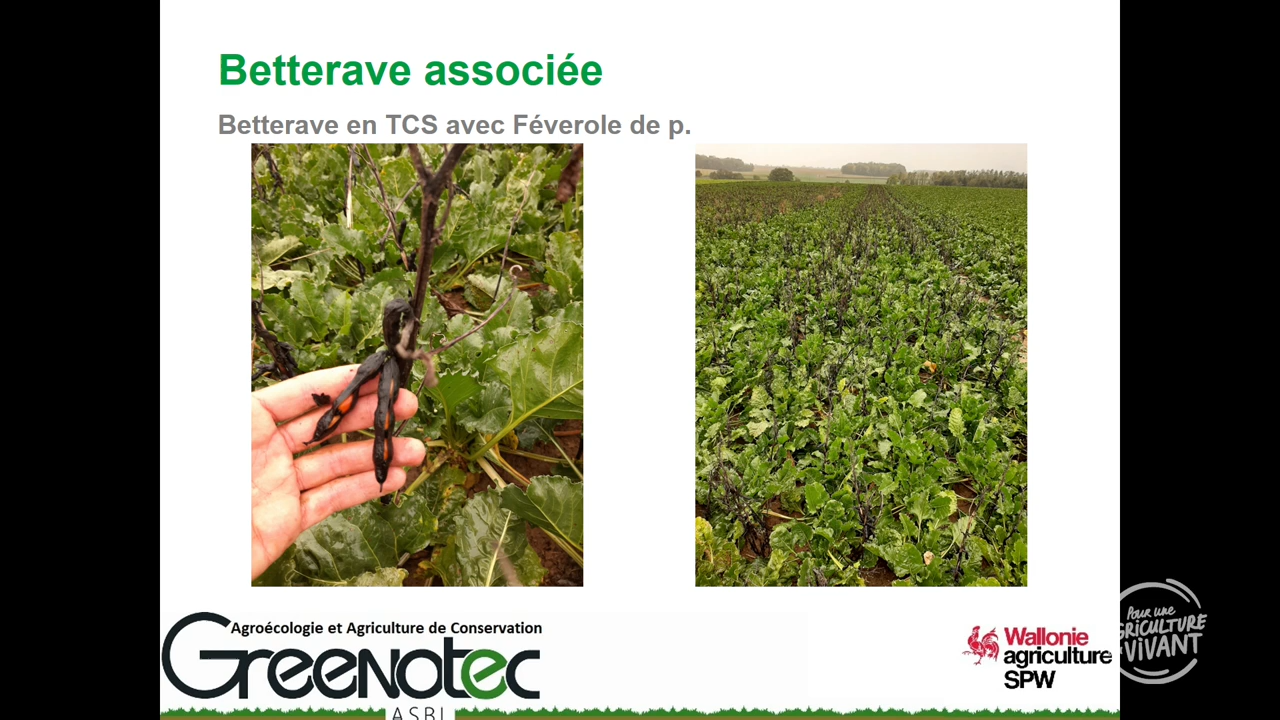 Betterave associée
Betterave en TCS avec Féverole de p.
Agroécologie et Agriculture de Conservation
GREENOTEC
ASBL
Wallonie
agriculture
SPW
Pour une
AGRICULTURE
VIVANT